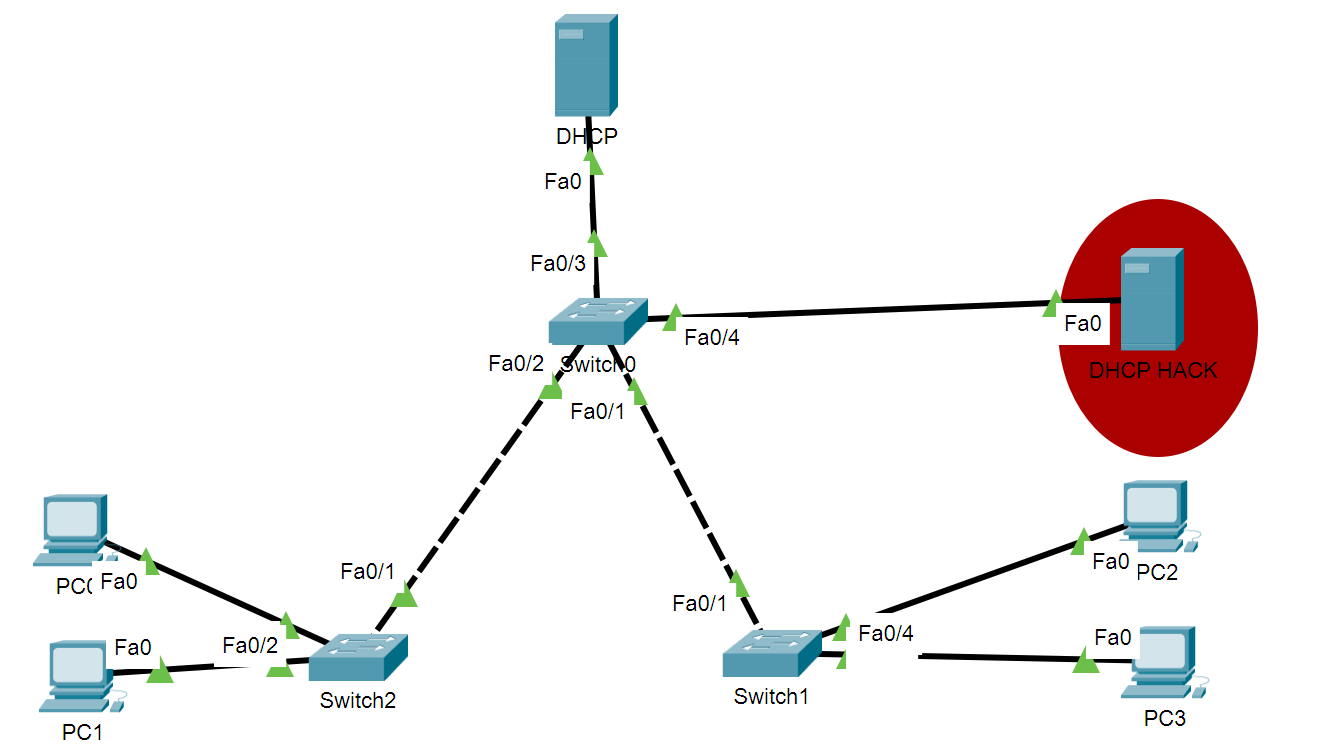 DHCP
Fa0
Fa0/3
Fa0/4
Fa0
Fa0/2
Switch0
DHCP HACK
Fa0/1
Fa0/1
Fa0
PC2
Fa0
Fa0/1
Fa0/4
Fa0
Fa0
Fa0/2
Switch2
Switch1
PC3
PC1